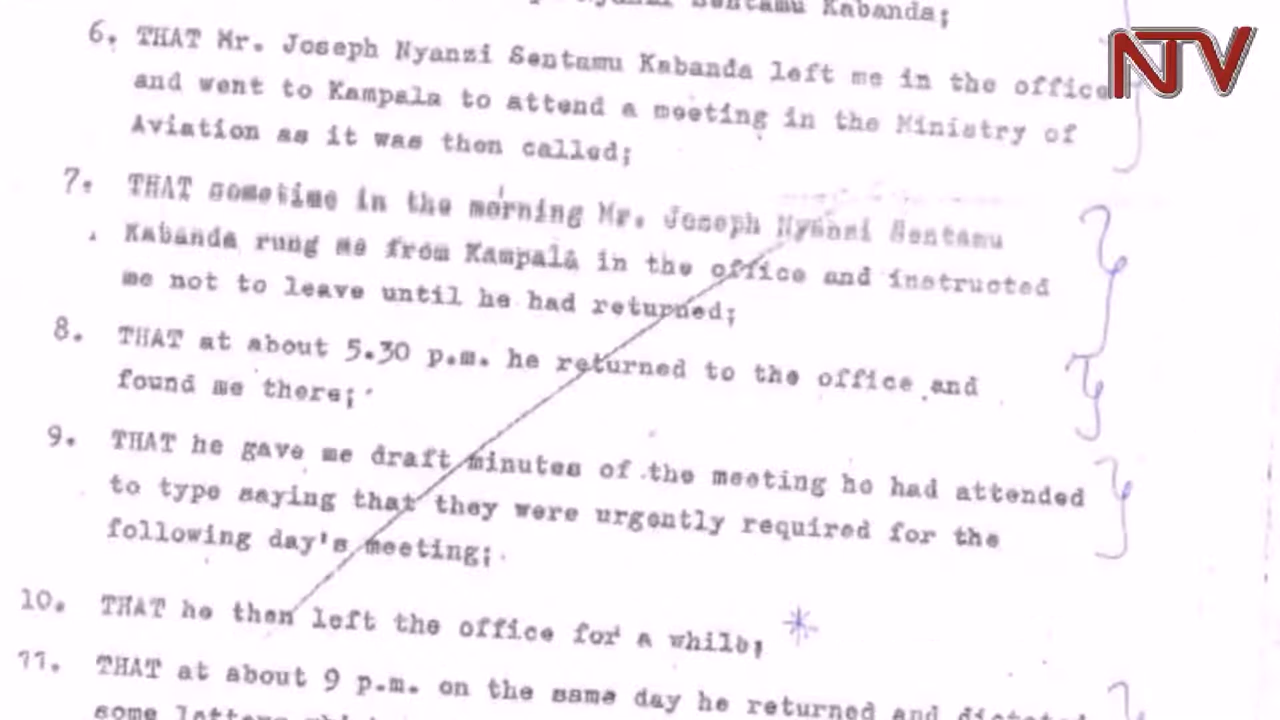 Sentamu Kabanda;
NTV
6. THAT Mr. Joseph Nyanzi Sentamu Kabanda left me in the office
and went to Kampala to attend a meeting in the Ministry of
Aviation as it was then called;
7. THAT sometime in the morning Mr. Joseph Nyanzi Sentamu
Kabanda rung me from Kampala in the office and instructed
me not to leave until he had returned;
8. THAT at about 5.30 p.m. he returned to the office and
found me there;
9. THAT he gave me draft minutes of the meeting he had attended
to type saying that they were urgently required for the
following day's meeting;
10. THAT he then left the office for a while;
11. THAT at about 9 p.m. on the same day he returned and dictated
some letters